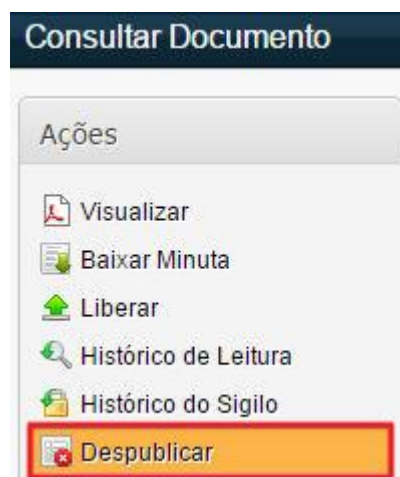 Consultar Documento
Ações
Visualizar
Baixar Minuta
Liberar
Histórico de Leitura
Histórico do Sigilo
Despublicar